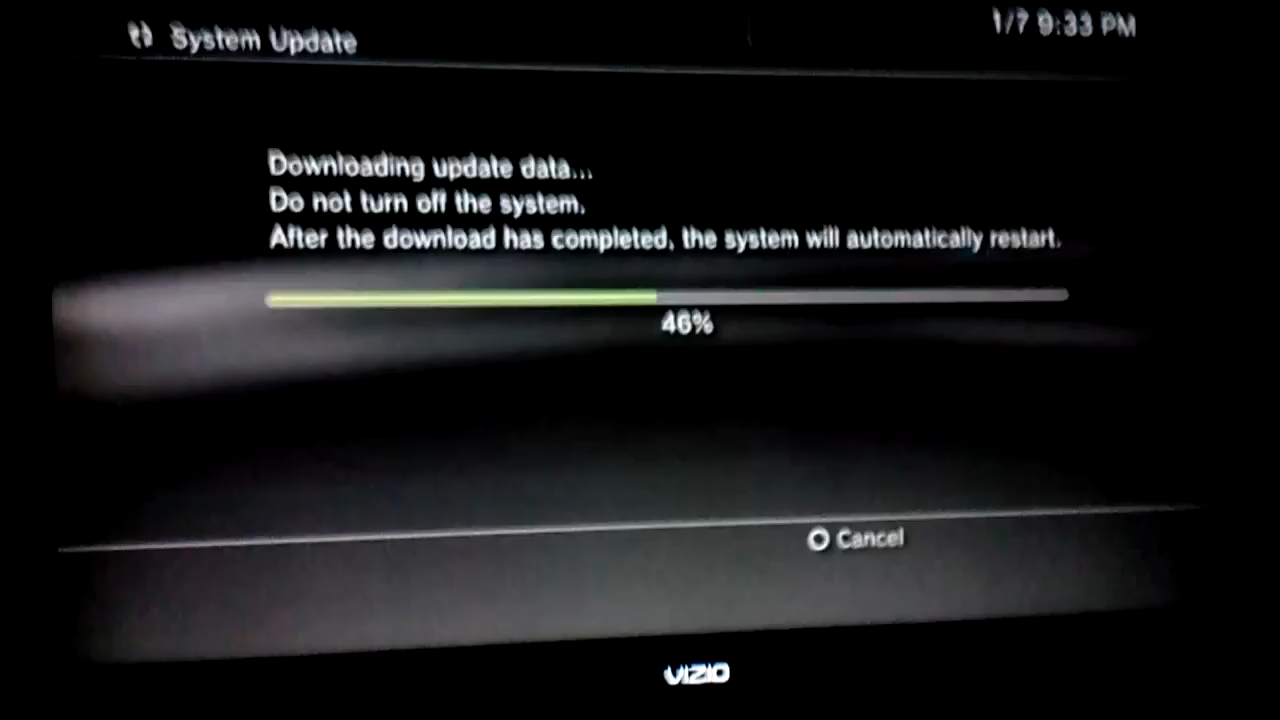 System Update
1/7 9:33 PM
Downloading update data...
Do not turn off the system.
After the download has completed, the system will automatically restart.
46%
Cancel
VIZIO